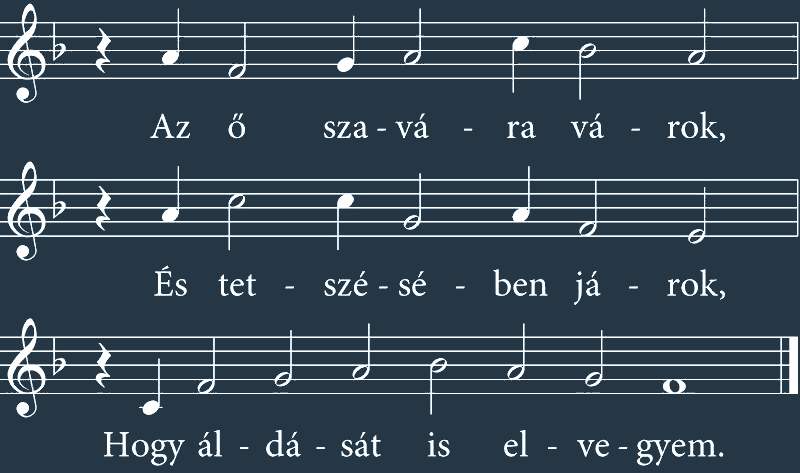 Az ő sza - vá - ra vá - rok,
És tet - szé - sé - ben já - rok,
Hogy ál - dá - sát is el - ve - gyem.